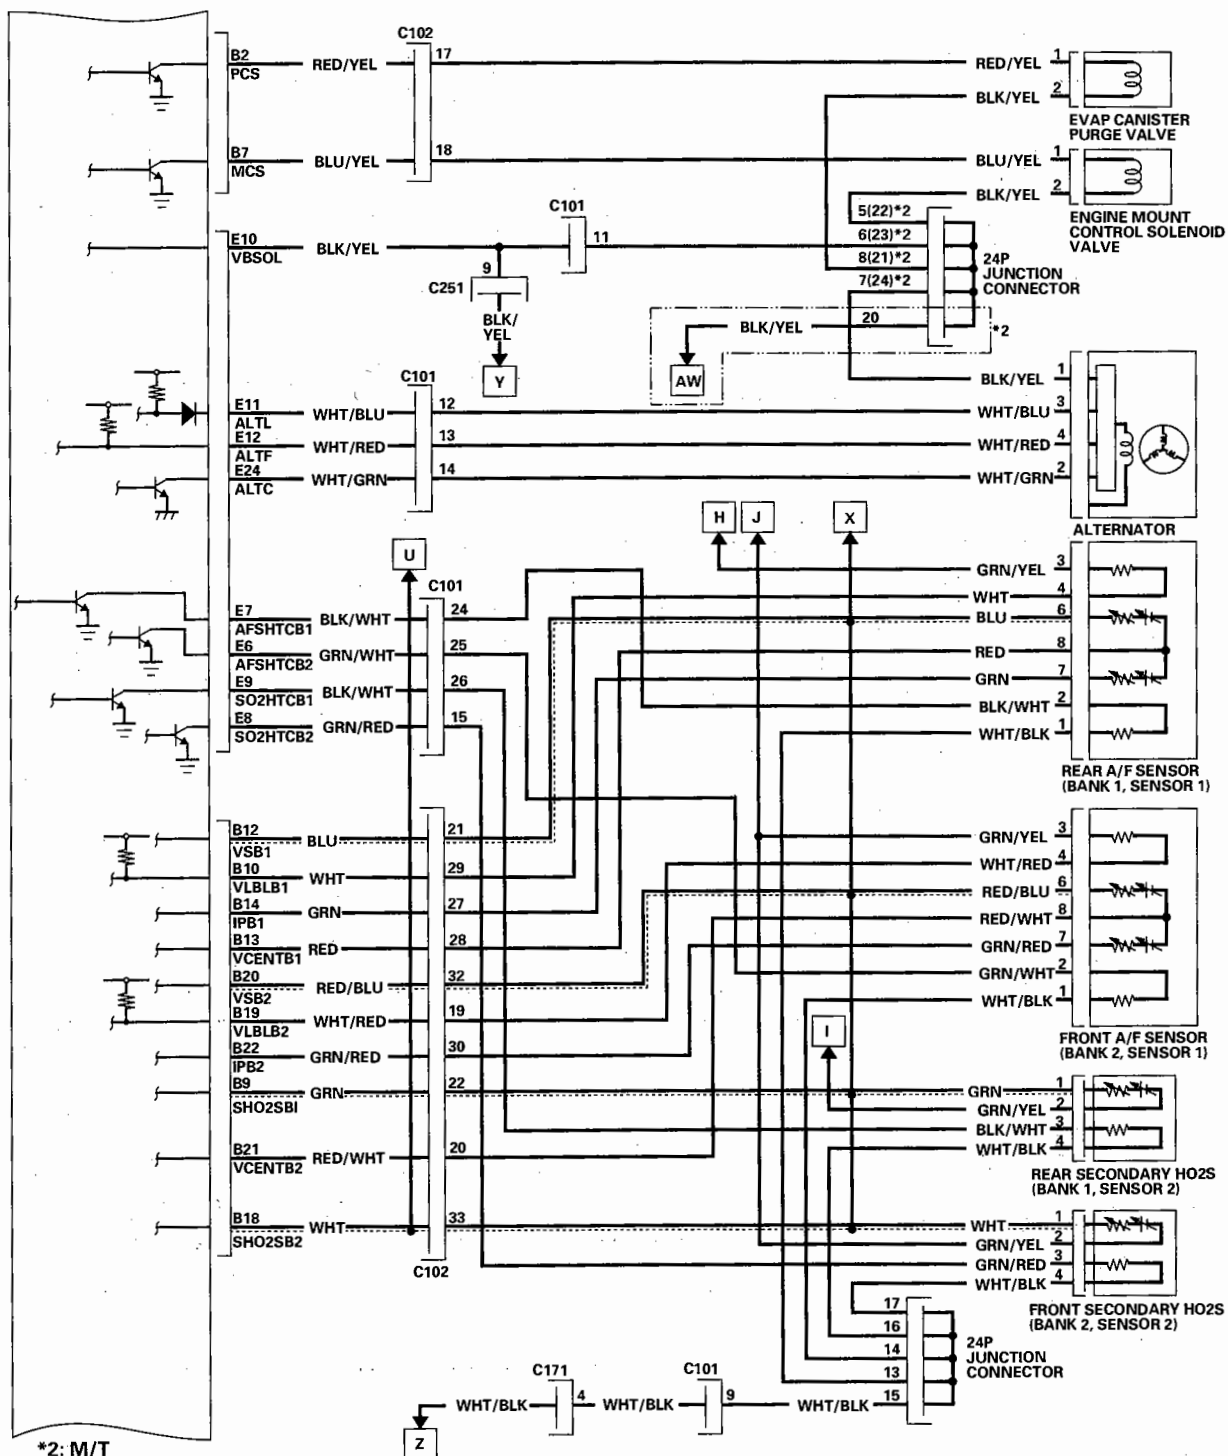 C102
B2
PCS
RED/YEL
17
RED/YEL
1
BLK/YEL
2
EVAP CANISTER
PURGE VALVE
B7
MCS
BLU/YEL
18
BLU/YEL
1
BLK/YEL
2
ENGINE MOUNT
CONTROL SOLENOID
VALVE
C101
E10
VBSOL
BLK/YEL
11
5(22)*2
6(23)*2
8(21)*2
7(24)*2
24P
JUNCTION
CONNECTOR
9
C251
BLK/
YEL
Y
BLK/YEL
20
*2
AW
C101
BLK/YEL
1
E11
ALTL
WHT/BLU
12
WHT/BLU
3
E12
ALTF
WHT/RED
13
WHT/RED
4
E24
ALTC
WHT/GRN
14
WHT/GRN
2
ALTERNATOR
H
J
X
U
C101
GRN/YEL
3
WHT
4
E7
AFSHTCB1
BLK/WHT
24
BLU
6
E6
AFSHTCB2
GRN/WHT
25
RED
8
E9
SO2HTCB1
BLK/WHT
26
GRN
7
BLK/WHT
2
E8
SO2HTCB2
GRN/RED
15
WHT/BLK
1
REAR A/F SENSOR
(BANK 1, SENSOR 1)
B12
VSB1
BLU
21
GRN/YEL
3
B10
VLBLB1
WHT
29
WHT/RED
4
B14
IPB1
GRN
27
RED/BLU
6
B13
VCENTB1
RED
28
RED/WHT
8
GRN/RED
7
B20
VSB2
RED/BLU
32
GRN/WHT
2
B19
VLBLB2
WHT/RED
19
WHT/BLK
1
B22
IPB2
GRN/RED
30
I
FRONT A/F SENSOR
(BANK 2, SENSOR 1)
B9
SHO2SBI
GRN
22
GRN
1
GRN/YEL
2
BLK/WHT
3
WHT/BLK
4
REAR SECONDARY HO2S
(BANK 1, SENSOR 2)
B21
VCENTB2
RED/WHT
20
B18
SHO2SB2
WHT
33
C102
WHT
1
GRN/YEL
2
GRN/RED
3
WHT/BLK
4
FRONT SECONDARY HO2S
(BANK 2, SENSOR 2)
17
16
14
13
15
24P
JUNCTION
CONNECTOR
C171
C101
WHT/BLK
4
WHT/BLK
9
WHT/BLK
Z
*2: M/T